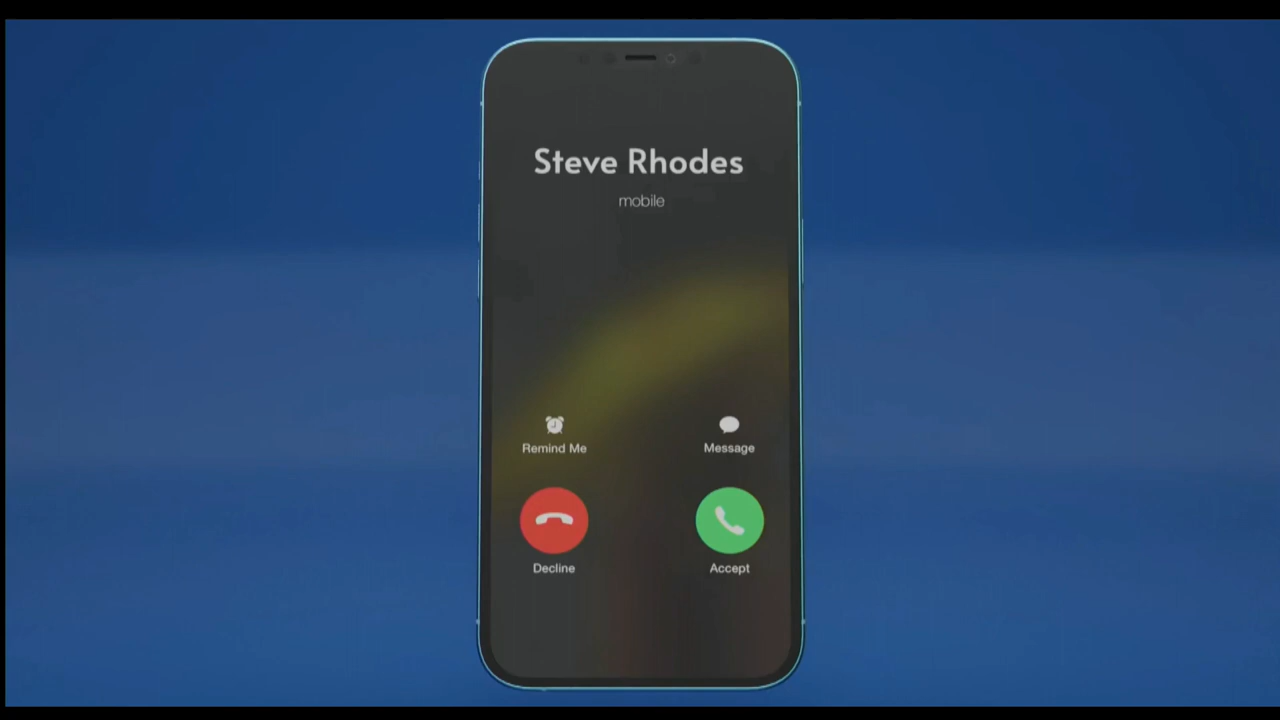 Steve Rhodes
mobile
Remind Me
Message
Decline
Accept